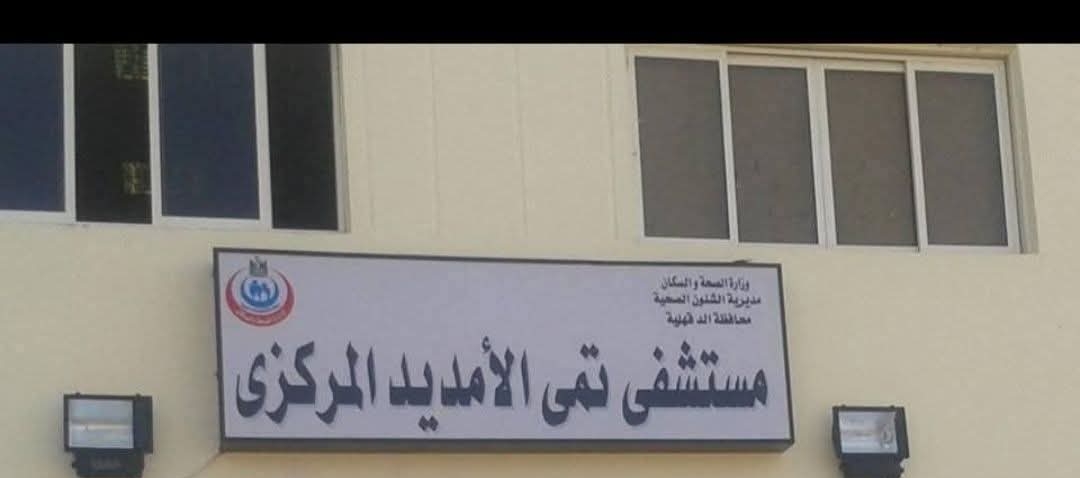 وزارة الصحة والسكان
مديرية الشئون الصحية
محافظة الدقهلية
مستشفى تمى الأمديد المركزى